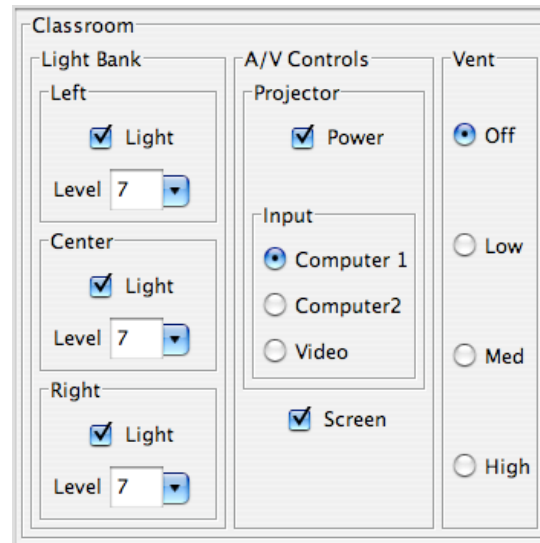 Classroom
Light Bank
Left
Light
Level 7
Center
Light
Level 7
Right
Light
Level 7
A/V Controls
Projector
Power
Input
Computer 1
Computer2
Video
Screen
Vent
Off
Low
Med
High